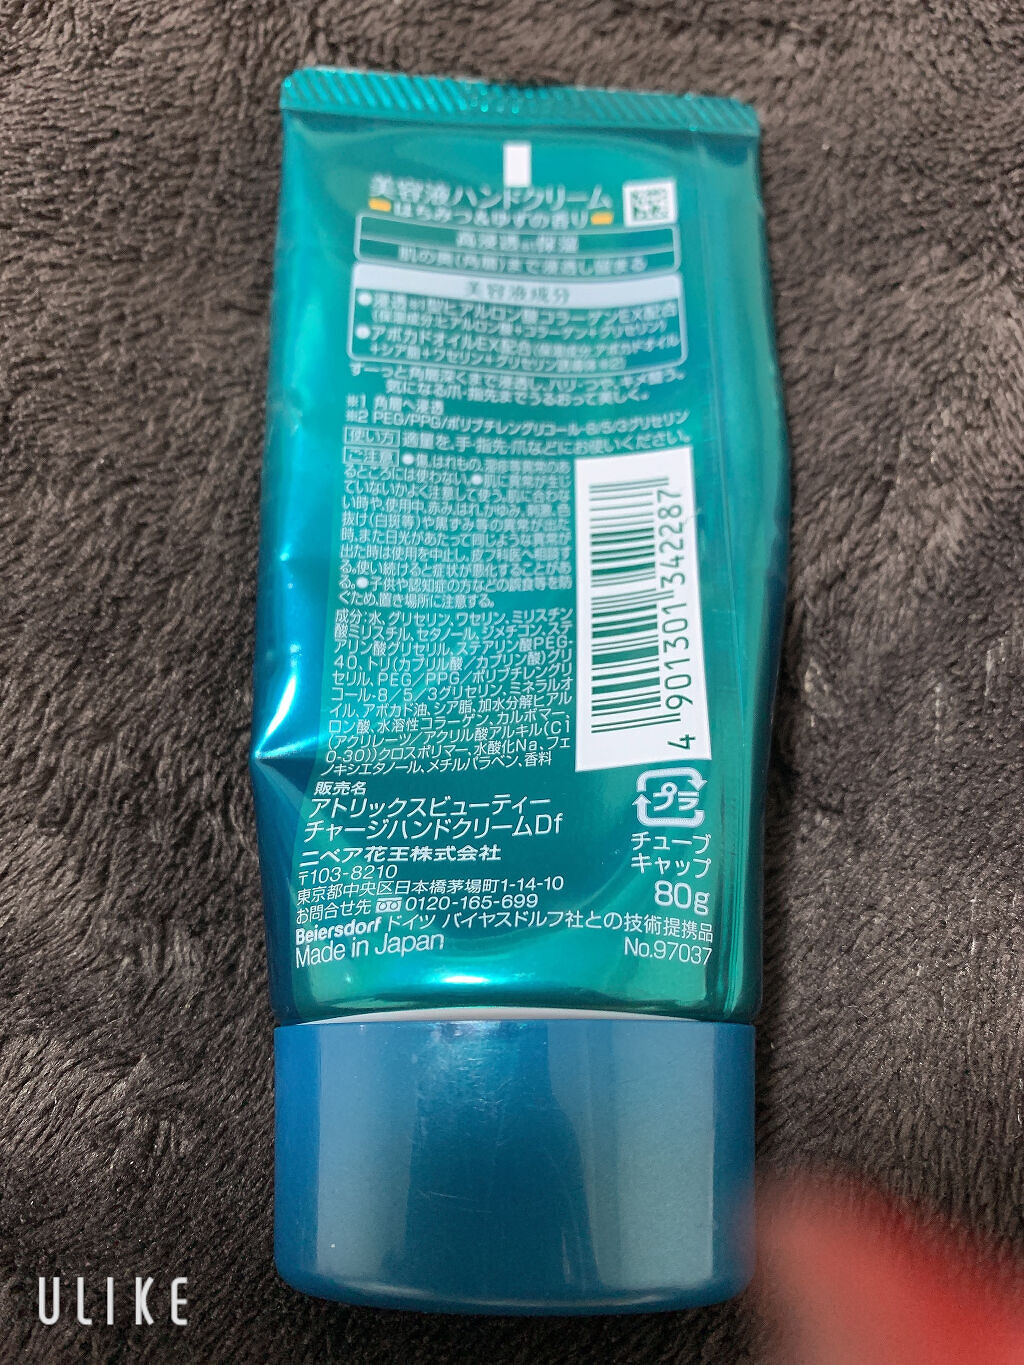 美容液ハンドクリーム
はちみつ&ゆずの香り
高浸透※1保湿
肌の奥(角層)まで浸透し留まる
美容液成分
●浸透※1型ヒアルロン酸コラーゲンEX配合
(保湿成分:ヒアルロン酸+コラーゲン+グリセリン)
●アボカドオイルEX配合(保湿成分:アボカドオイル
+シア脂+ワセリン+グリセリン誘導体※2)
すーっと角層深くまで浸透し、ハリ・つや、キメ整う。
気になる爪・指先までうるおって美しく。
※1 角層へ浸透
※2 PEG/PPG/ポリブチレングリコール-8/5/3グリセリン
使い方 適量を、手・指先・爪などにお使いください。
ご注意 ●傷、はれもの、湿疹等異常のあ
るところには使わない。●肌に異常が生じ
ていないかよく注意して使う。肌に合わな
い時や、使用中、赤み、はれ、かゆみ、刺激、色
抜け(白斑等)や黒ずみ等の異常が出た
時、また日光があたって同じような異常が
出た時は使用を中止し、皮フ科医へ相談す
る。使い続けると症状が悪化することがあ
る。●子供や認知症の方などの誤食等を防
ぐため、置き場所に注意する。
成分:水、グリセリン、ワセリン、ミリスチン
酸ミリスチル、セタノール、ジメチコン、ステ
アリン酸グリセリル、ステアリン酸PEG-
40、トリ(カプリル酸/カプリン酸)グリ
セリル、PEG/PPG/ポリブチレングリ
コール-8/5/3グリセリン、ミネラルオ
イル、アボカド油、シア脂、加水分解ヒアル
ロン酸、水溶性コラーゲン、カルボマー、
(アクリレーツ/アクリル酸アルキル(C1
0-30))クロスポリマー、水酸化Na、フェ
ノキシエタノール、メチルパラベン、香料
4 901301 342287
販売名
アトリックスビューティー
チャージハンドクリームDf
ニベア花王株式会社
〒103-8210
東京都中央区日本橋茅場町1-14-10
お問合せ先 0120-165-699
Beiersdorf ドイツ バイヤスドルフ社との技術提携品
Made in Japan
No.97037
プラ
チューブ
キャップ
80g
ULIKE